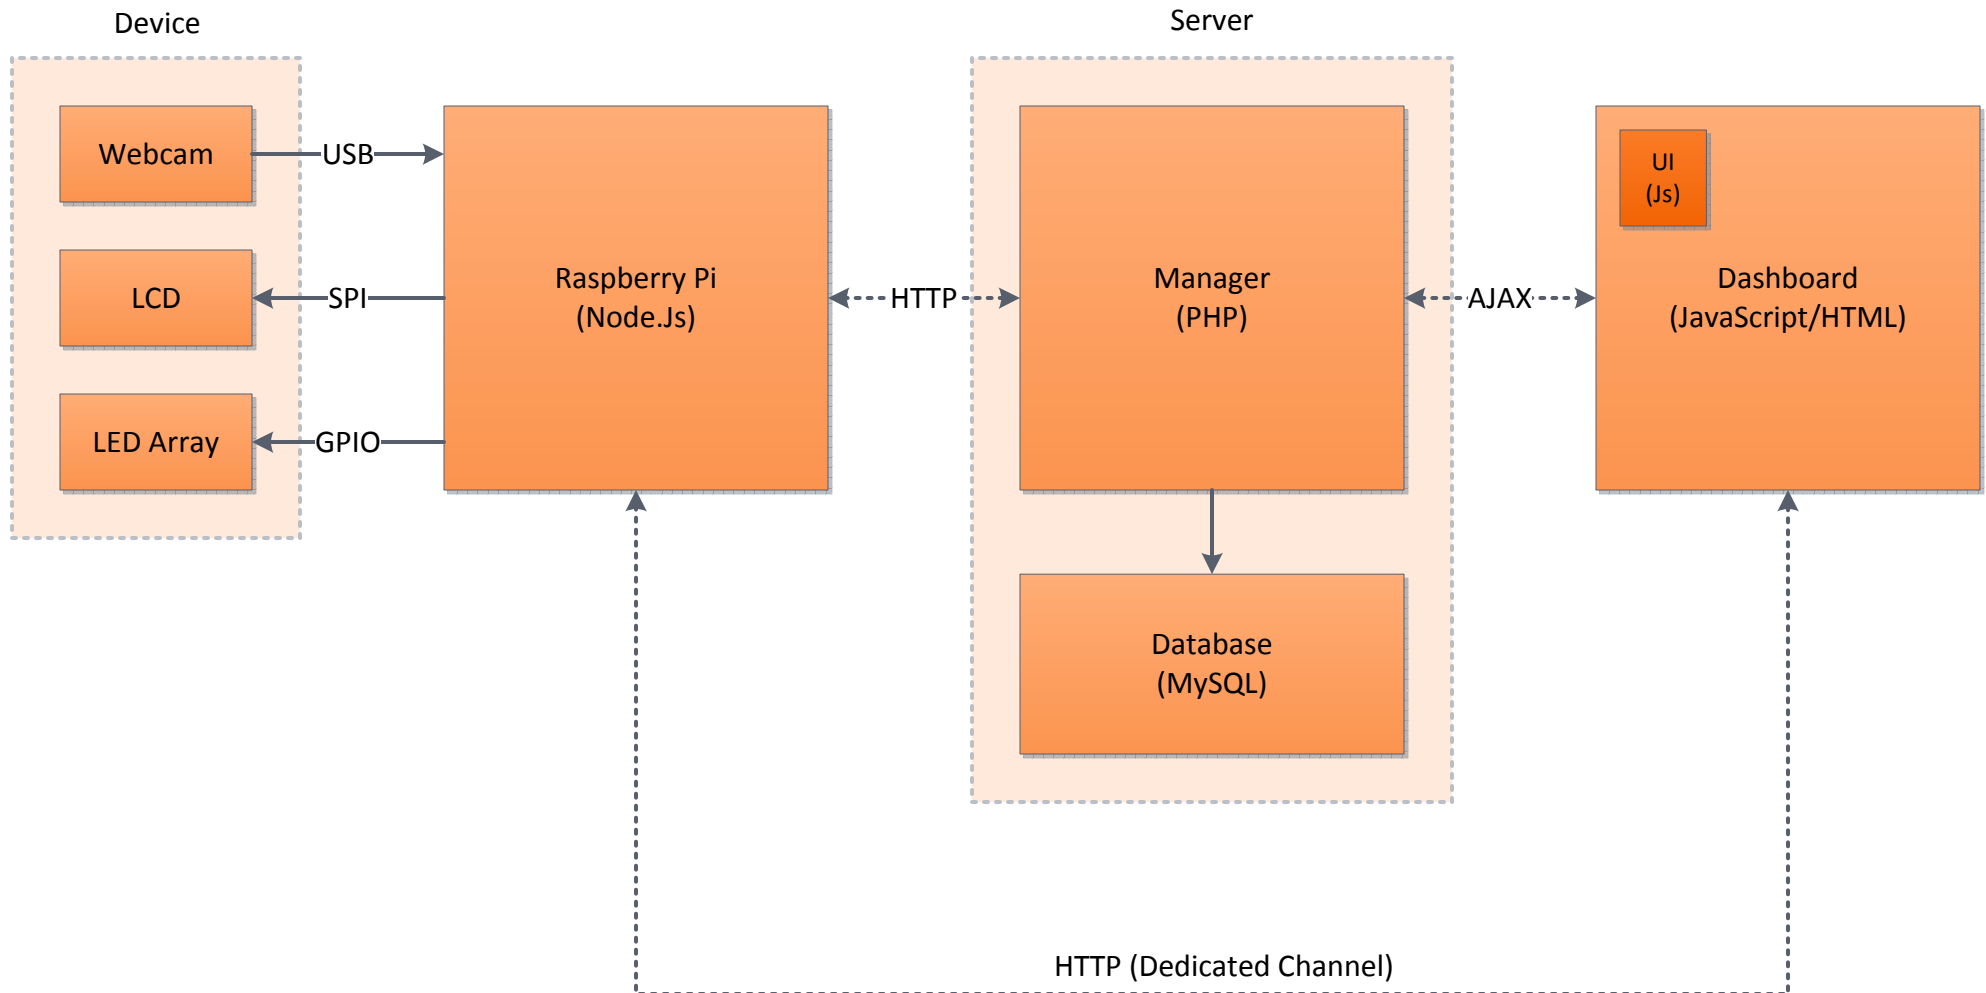 Device
Server
Webcam
USB
LCD
SPI
LED Array
GPIO
Raspberry Pi
(Node.Js)
HTTP
Manager
(PHP)
AJAX
UI
(Js)
Dashboard
(JavaScript/HTML)
Database
(MySQL)
HTTP (Dedicated Channel)